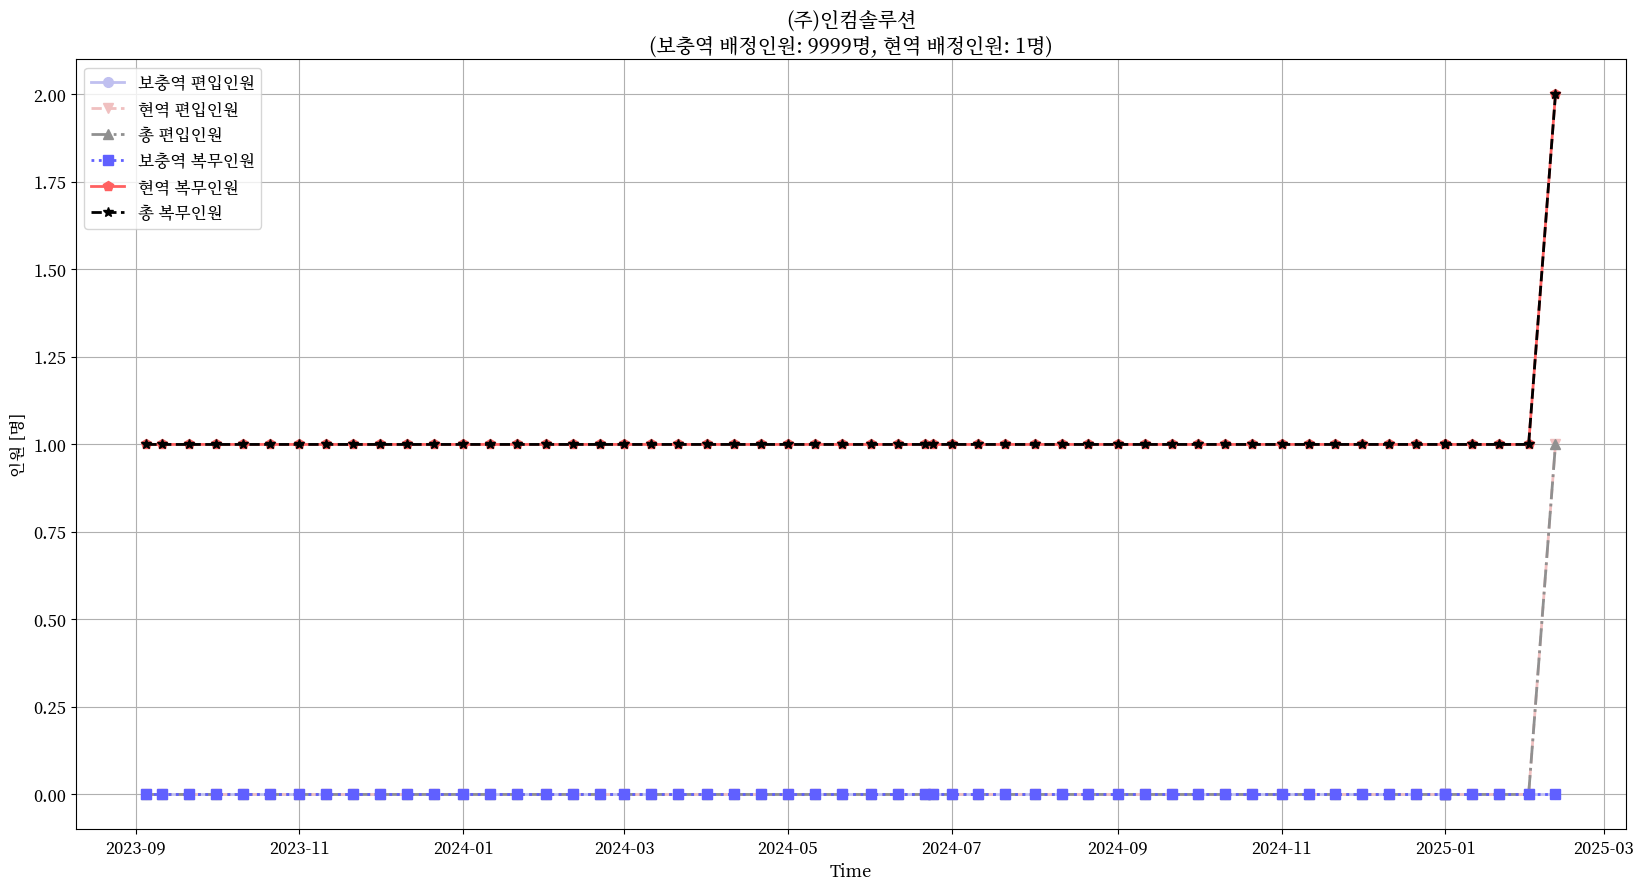 (주)인컴솔루션
(보충역 배정인원: 9999명, 현역 배정인원: 1명)
보충역 편입인원
현역 편입인원
총 편입인원
보충역 복무인원
현역 복무인원
총 복무인원
인원 [명]
2.00
1.75
1.50
1.25
1.00
0.75
0.50
0.25
0.00
2023-09 2023-11 2024-01 2024-03 2024-05 2024-07 2024-09 2024-11 2025-01 2025-03
Time